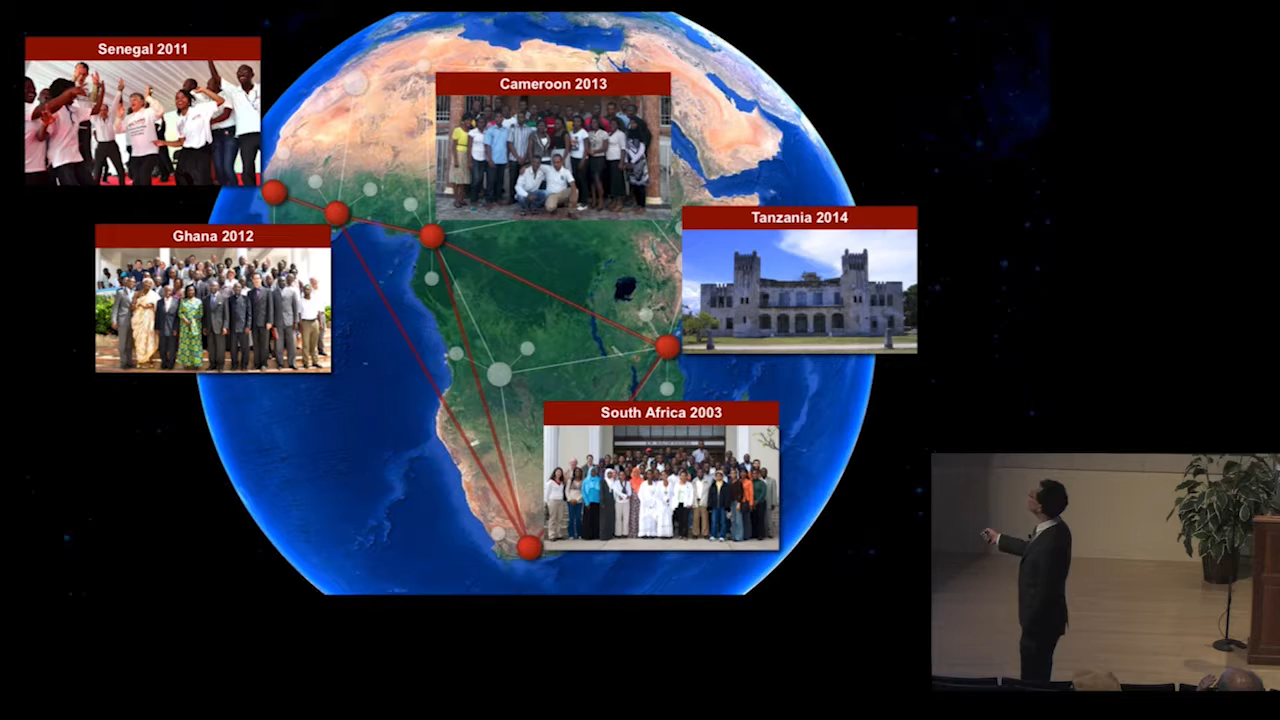 Senegal 2011
Cameroon 2013
Tanzania 2014
Ghana 2012
South Africa 2003